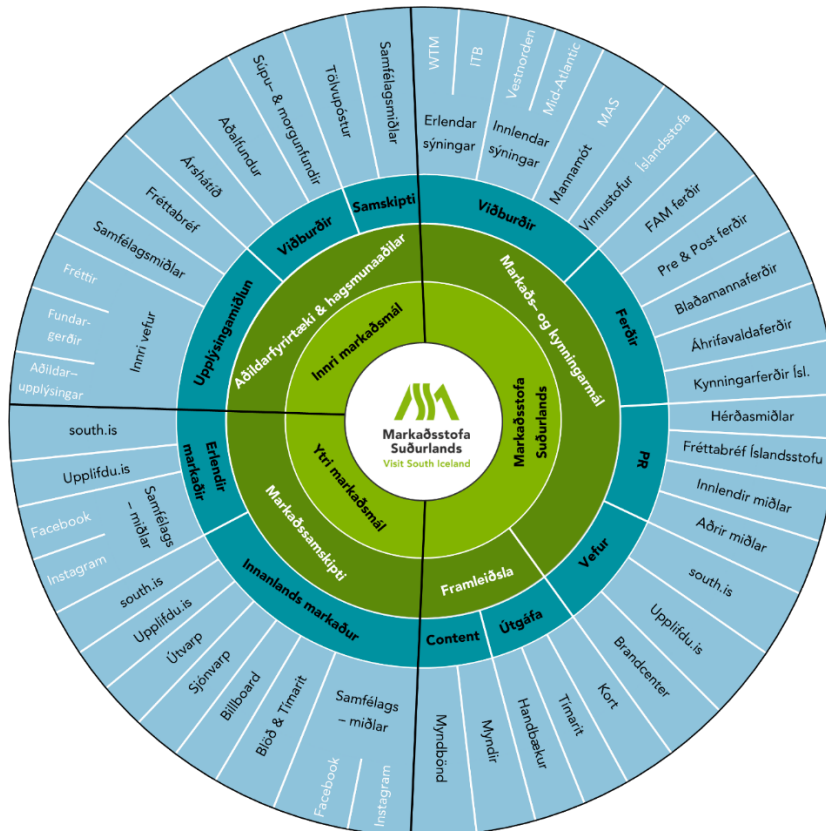 Markaðsstofa
Suðurlands
Visit South Iceland
Innri markaðsmál
Markaðsstofa
Suðurlands
Ytri markaðsmál
Aðildarfyrirtæki & hagsmunaaðilar
Markaðs– og kynningarmál
Framleiðsla
Markaðssamskipti
Viðburðir
Ferðir
PR
Vefur
Útgáfa
Content
Innanlands markaður
Erlendir
markaðir
Upplýsingamiðlun
Viðburðir
Samskipti
WTM
ITB
Erlendar
sýningar
Vestnorden
Mid-Atlantic
Innlendar
sýningar
Mannamót
MAS
Vinnustofur
Íslandsstofa
FAM ferðir
Pre & Post ferðir
Blaðamannaferðir
Áhrifavaldaferðir
Kynningarferðir Ísl.
Hérðasmiðlar
Fréttabréf Íslandsstofu
Innlendir miðlar
Aðrir miðlar
south.is
Upplifdu.is
Brandcenter
Kort
Tímarit
Handbækur
Myndir
Myndbönd
Samfélags
– miðlar
Instagram
Facebook
Blöð & Tímarit
Billboard
Sjónvarp
Útvarp
Upplifdu.is
south.is
Samfélags
– miðlar
Instagram
Facebook
Upplifdu.is
south.is
Innri vefur
Aðildar–
upplýsingar
Fundar-
gerðir
Fréttir
Samfélagsmiðlar
Fréttabréf
Árshátíð
Aðalfundur
Súpu– & morgunfundir
Tölvupóstur
Samfélagsmiðlar